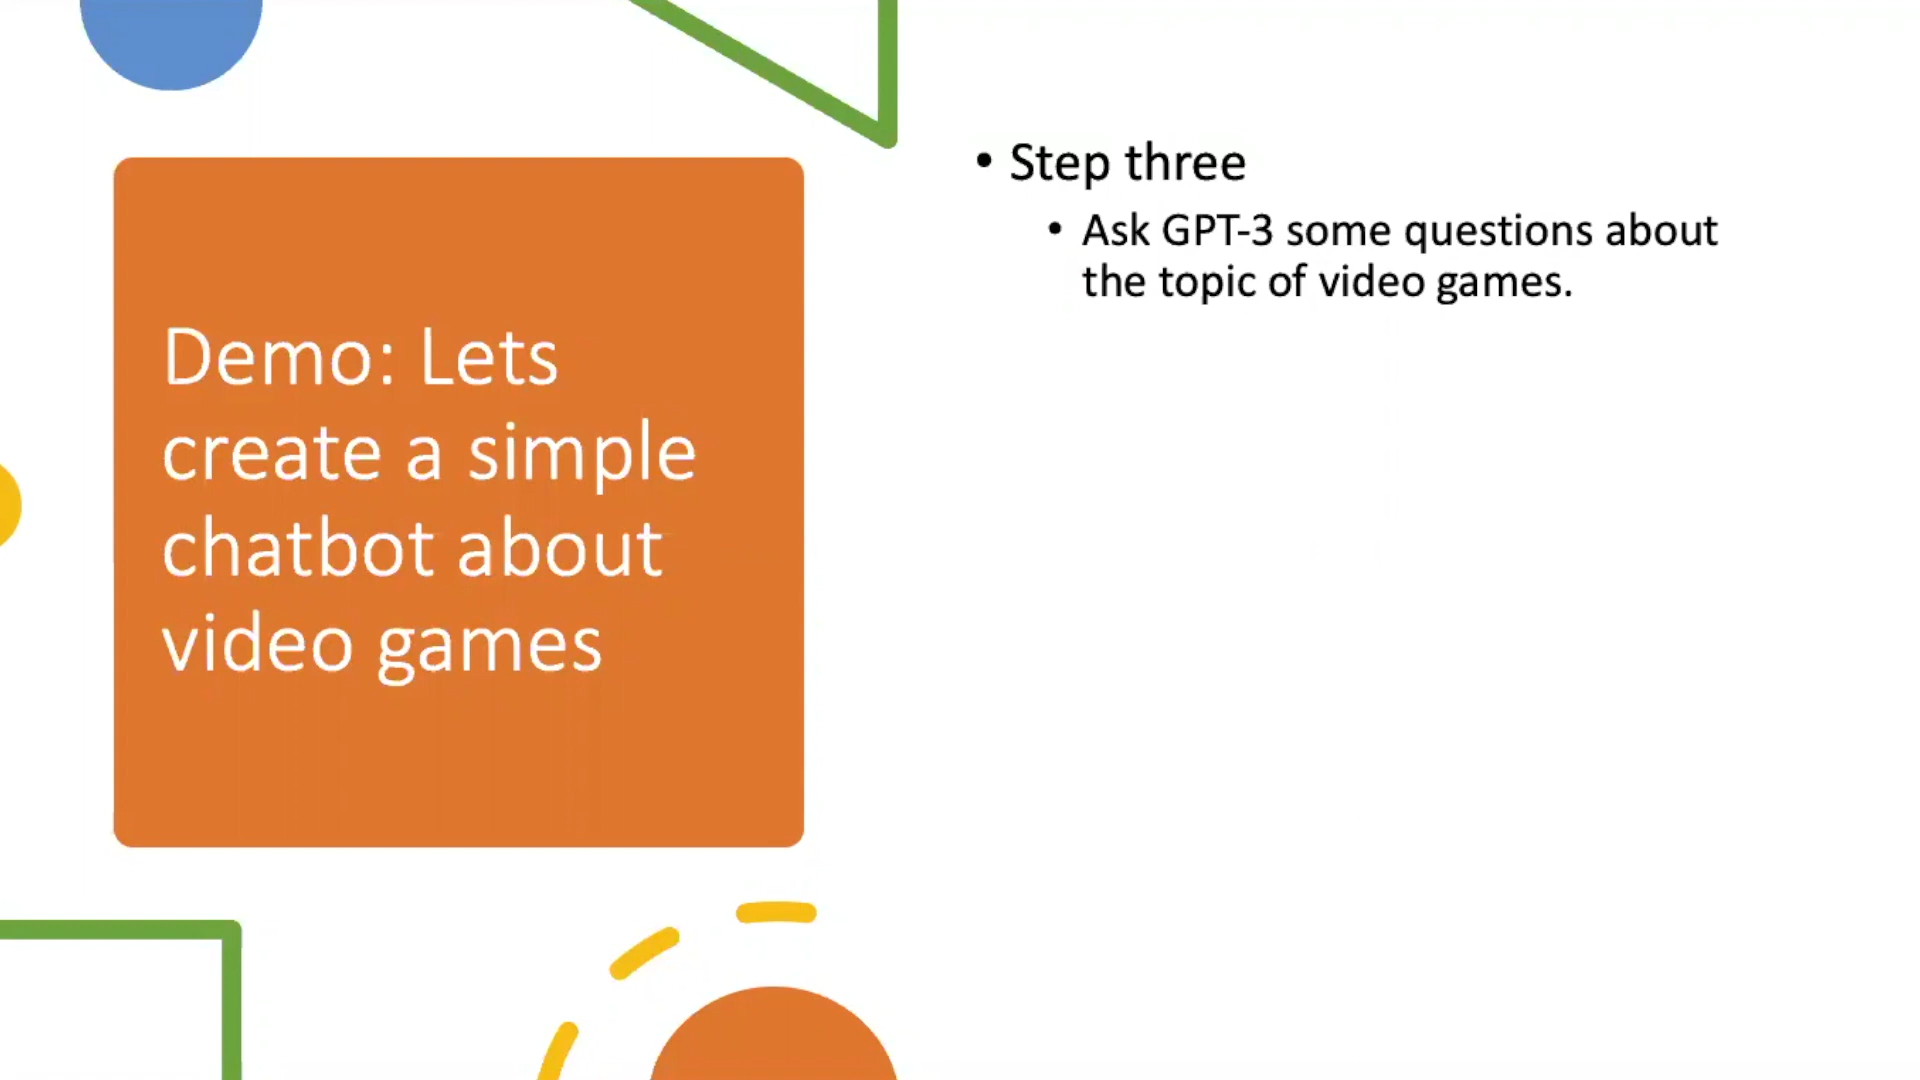 Demo: Lets
create a simple
chatbot about
video games
• Step three
• Ask GPT-3 some questions about
the topic of video games.